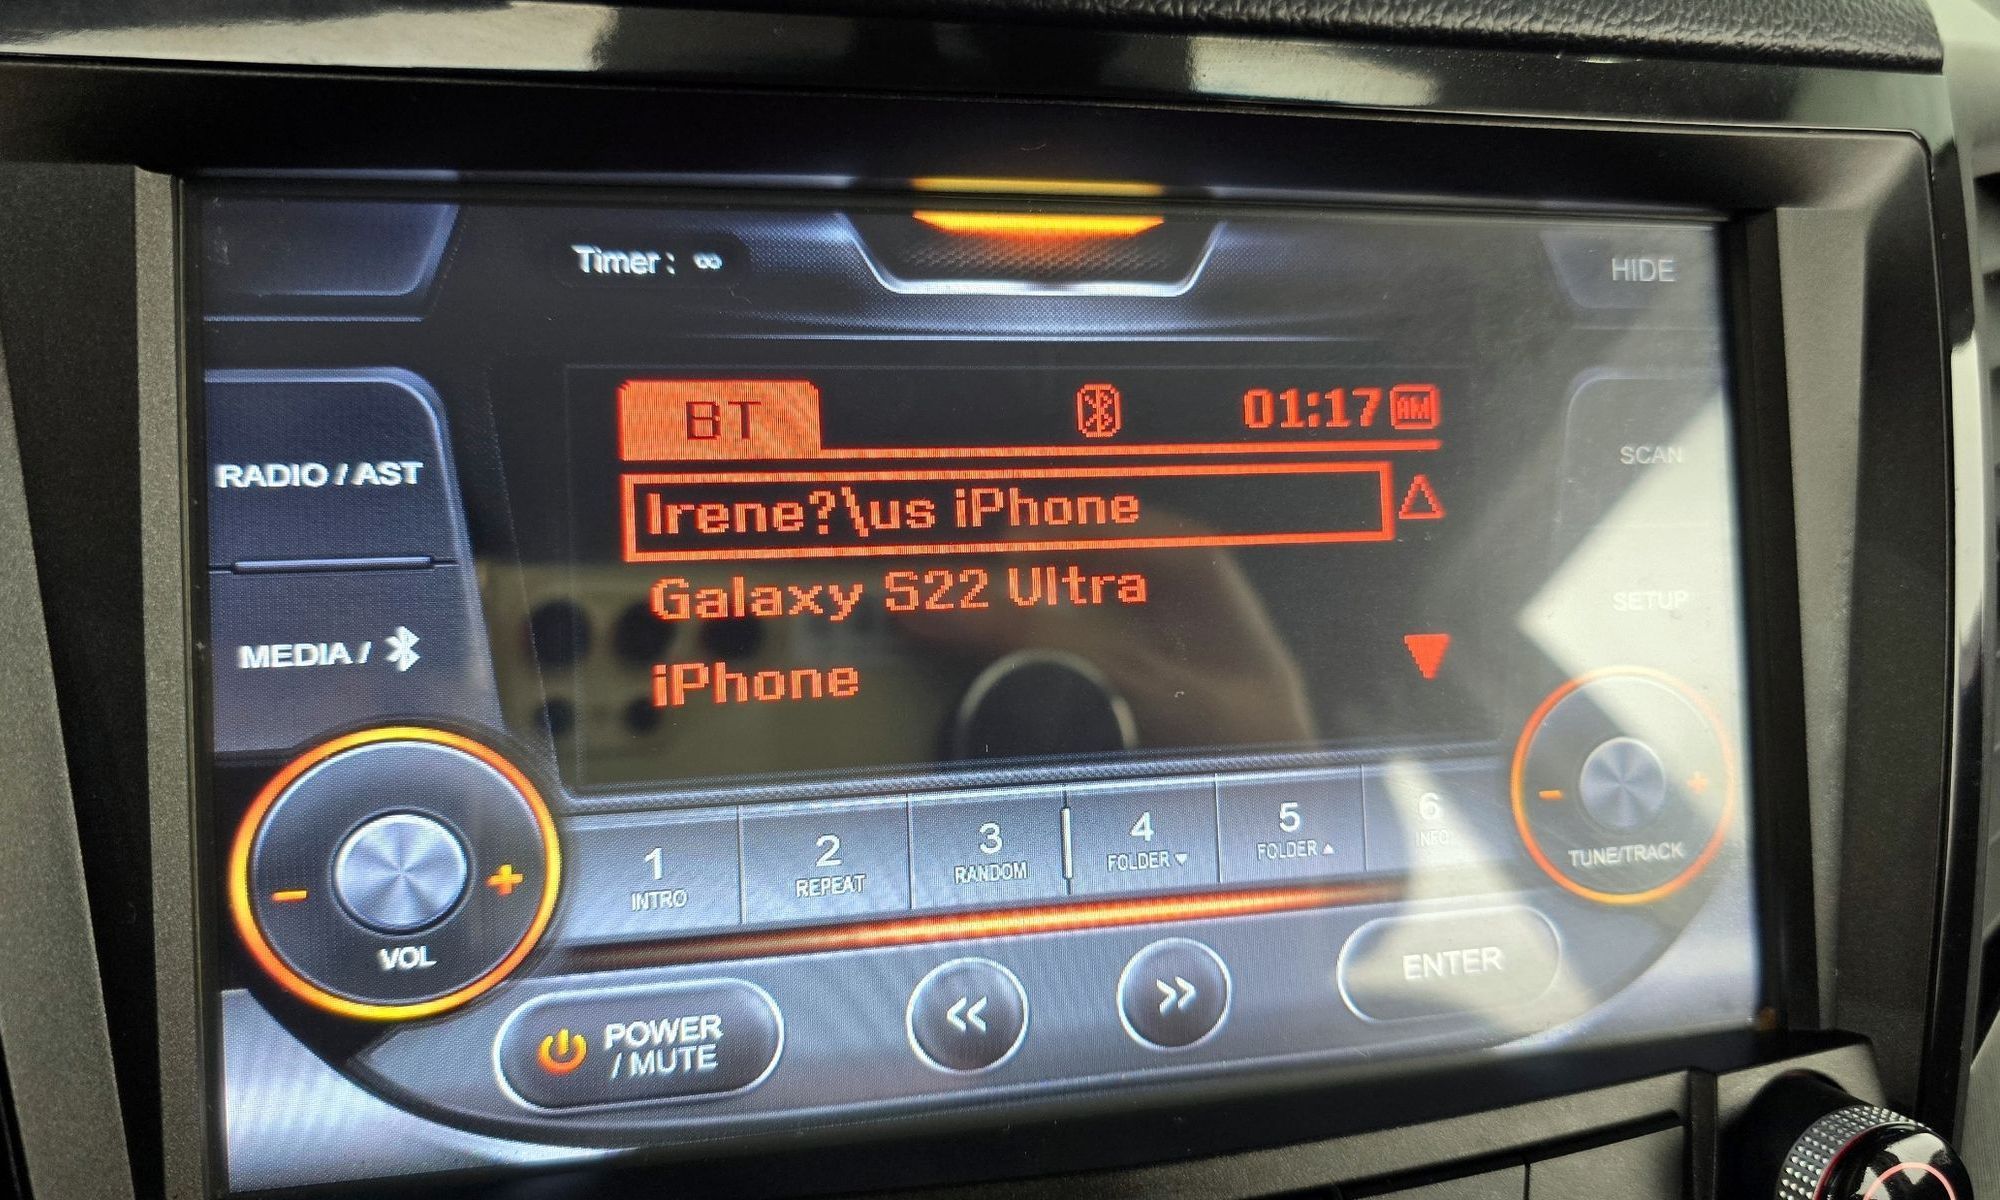 Timer : ∞
HIDE
BT 01:17 AM
RADIO / AST
SCAN
Irene?\us iPhone
Galaxy S22 Ultra
SETUP
MEDIA /
iPhone
1 2 3 4 5 6
INTRO REPEAT RANDOM FOLDER▼ FOLDER▲ INFO
- + VOL
- + TUNE/TRACK
POWER
/ MUTE
<< >>
ENTER